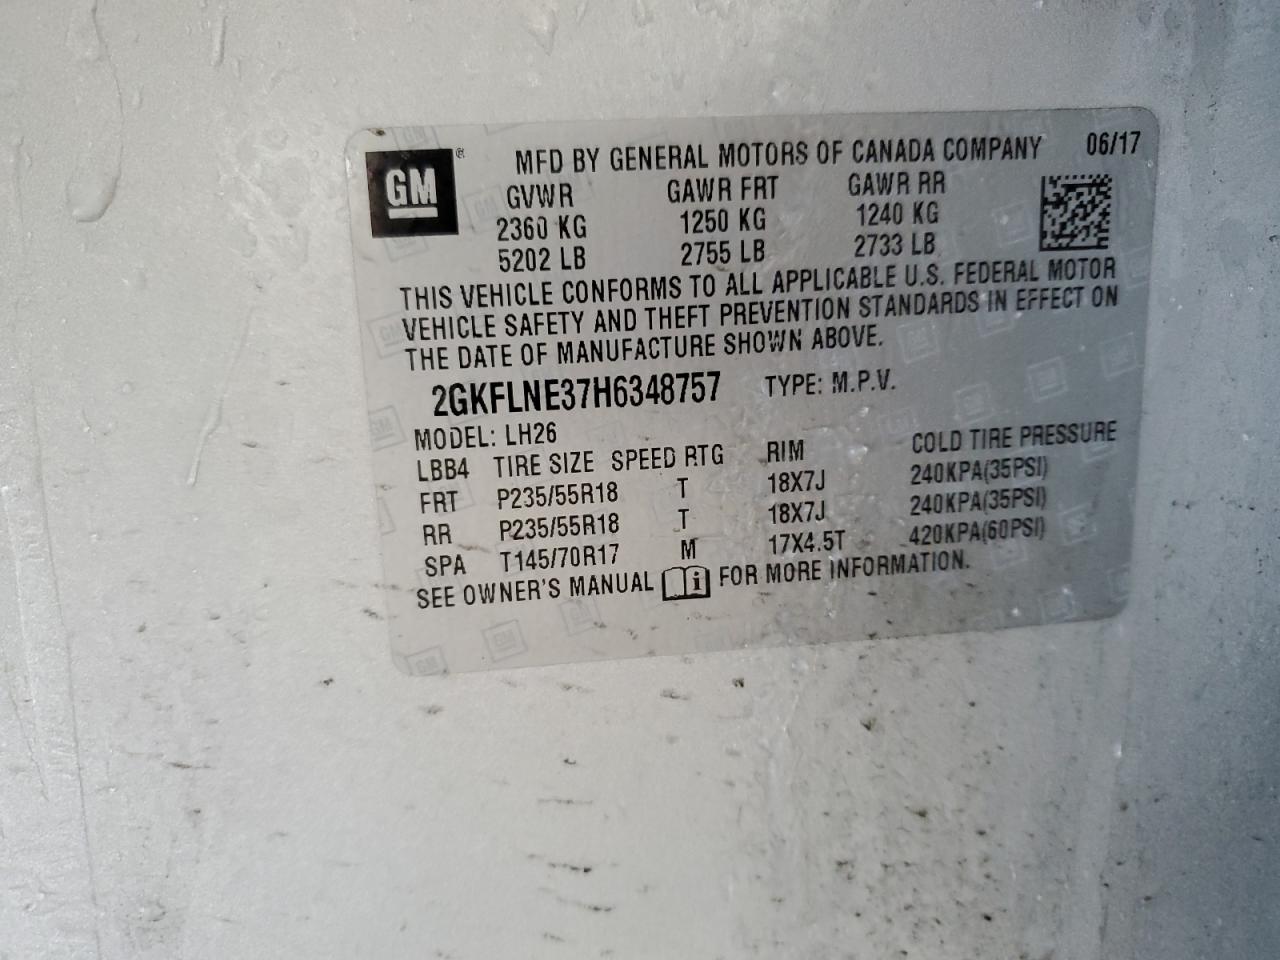 GM ® MFD BY GENERAL MOTORS OF CANADA COMPANY 06/17
GVWR GAWR FRT GAWR RR
2360 KG 1250 KG 1240 KG
5202 LB 2755 LB 2733 LB
THIS VEHICLE CONFORMS TO ALL APPLICABLE U.S. FEDERAL MOTOR
VEHICLE SAFETY AND THEFT PREVENTION STANDARDS IN EFFECT ON
THE DATE OF MANUFACTURE SHOWN ABOVE.
2GKFLNE37H6348757 TYPE: M.P.V.
MODEL: LH26
LBB4 TIRE SIZE SPEED RTG RIM COLD TIRE PRESSURE
FRT P235/55R18 T 18X7J 240KPA(35PSI)
RR P235/55R18 T 18X7J 240KPA(35PSI)
SPA T145/70R17 M 17X4.5T 420KPA(60PSI)
SEE OWNER'S MANUAL i FOR MORE INFORMATION.